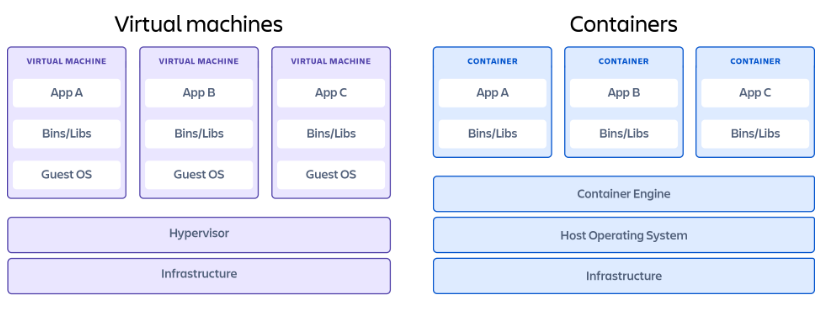 Virtual machines
VIRTUAL MACHINE
App A
Bins/Libs
Guest OS
VIRTUAL MACHINE
App B
Bins/Libs
Guest OS
VIRTUAL MACHINE
App C
Bins/Libs
Guest OS
Hypervisor
Infrastructure
Containers
CONTAINER
App A
Bins/Libs
CONTAINER
App B
Bins/Libs
CONTAINER
App C
Bins/Libs
Container Engine
Host Operating System
Infrastructure